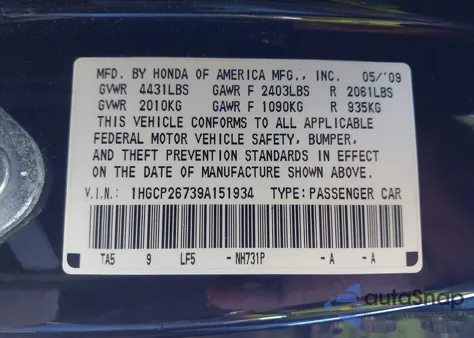 MFD. BY HONDA OF AMERICA MFG., INC. 05/'09
GVWR 4431LBS GAWR F 2403LBS R 2061LBS
GVWR 2010KG GAWR F 1090KG R 935KG
THIS VEHICLE CONFORMS TO ALL APPLICABLE
FEDERAL MOTOR VEHICLE SAFETY, BUMPER,
AND THEFT PREVENTION STANDARDS IN EFFECT
ON THE DATE OF MANUFACTURE SHOWN ABOVE.
V.I.N: 1HGCP26739A151934 TYPE: PASSENGER CAR
TA5 9 LF5 -NH731P -A -A
autoSnap